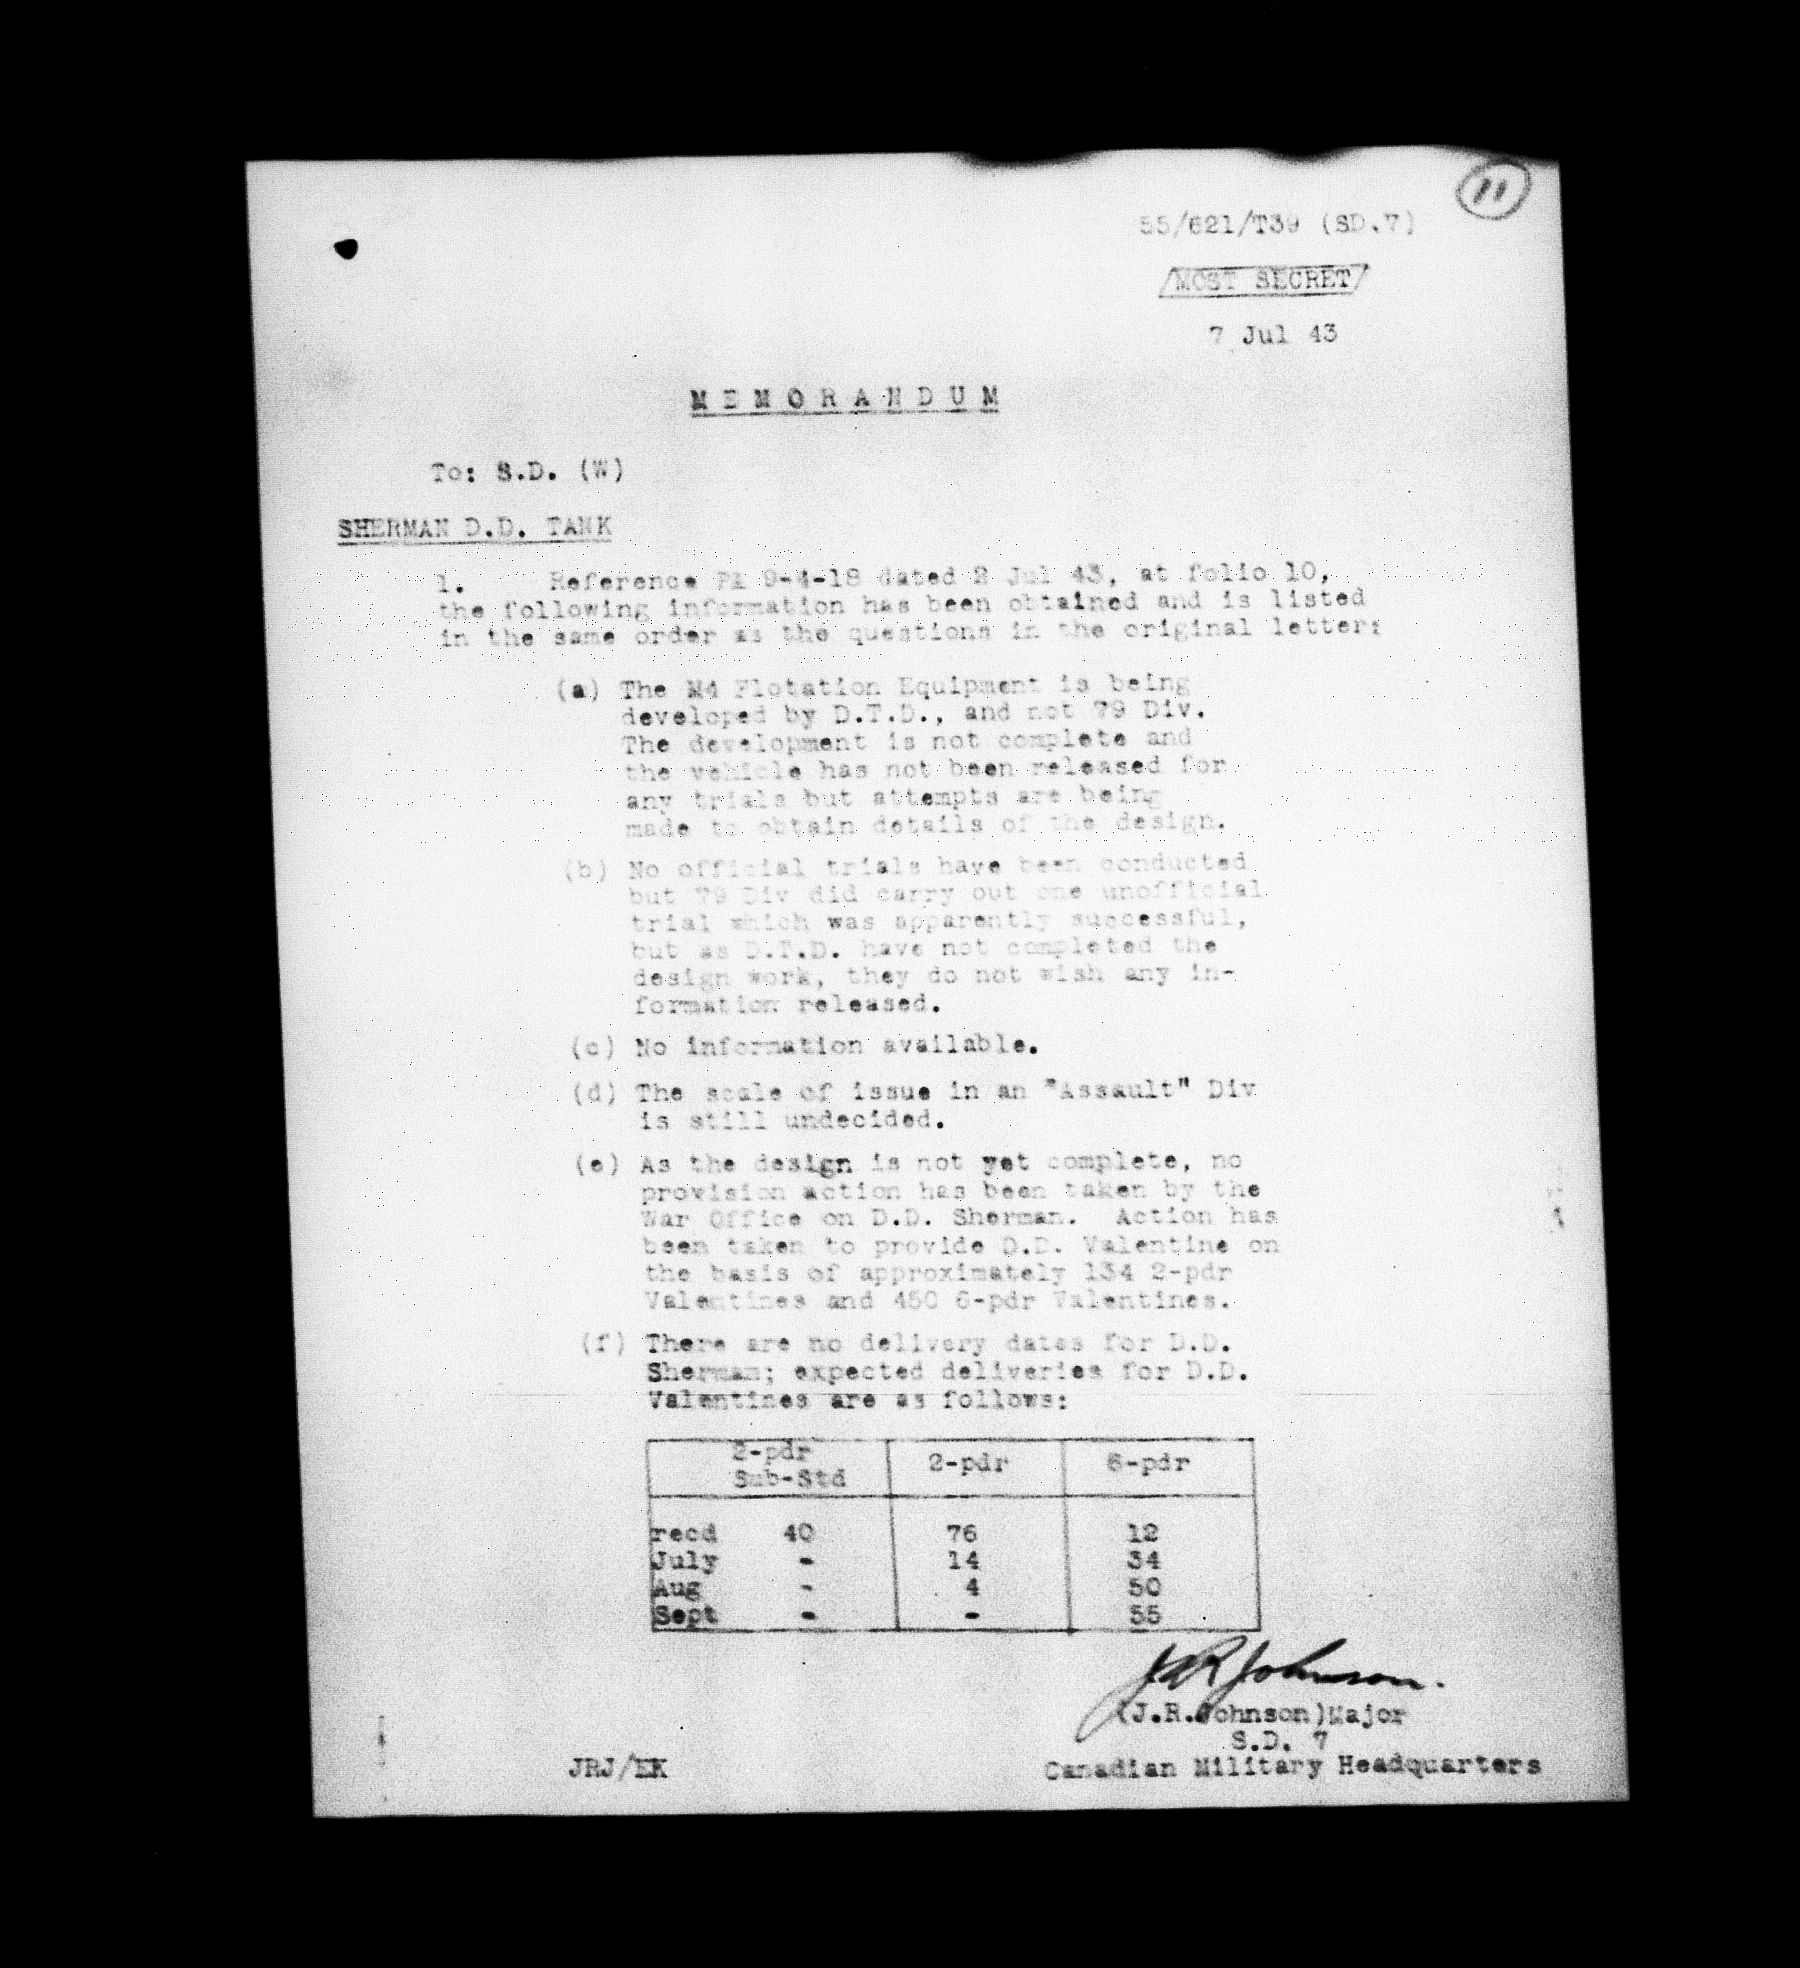 11
55/621/T39 (SD.7)
MOST SECRET
7 Jul 43
MEMORANDUM
To: S.D. (W)
SHERMAN D.D. TANK
1. Reference PA 9-4-18 dated 2 Jul 43, at folio 10,
the following information has been obtained and is listed
in the same order as the questions in the original letter:
(a) The M4 Flotation Equipment is being
developed by D.T.D., and not 79 Div.
The development is not complete and
the vehicle has not been released for
any trials but attempts are being
made to obtain details of the design.
(b) No official trials have been conducted
but 79 Div did carry out one unofficial
trial which was apparently successful,
but as D.T.D. have not completed the
design work, they do not wish any in-
formation released.
(c) No information available.
(d) The scale of issue in an "Assault" Div
is still undecided.
(e) As the design is not yet complete, no
provision action has been taken by the
War Office on D.D. Sherman. Action has
been taken to provide D.D. Valentine on
the basis of approximately 134 2-pdr
Valentines and 450 6-pdr Valentines.
(f) There are no delivery dates for D.D.
Sherman; expected deliveries for D.D.
Valentines are as follows:
2-pdr
Sub-Std 2-pdr 6-pdr
recd 40 76 12
July - 14 34
Aug - 4 50
Sept - - 55
J.R. Johnson.
(J.R.Johnson)Major
S.D. 7
JRJ/EK Canadian Military Headquarters